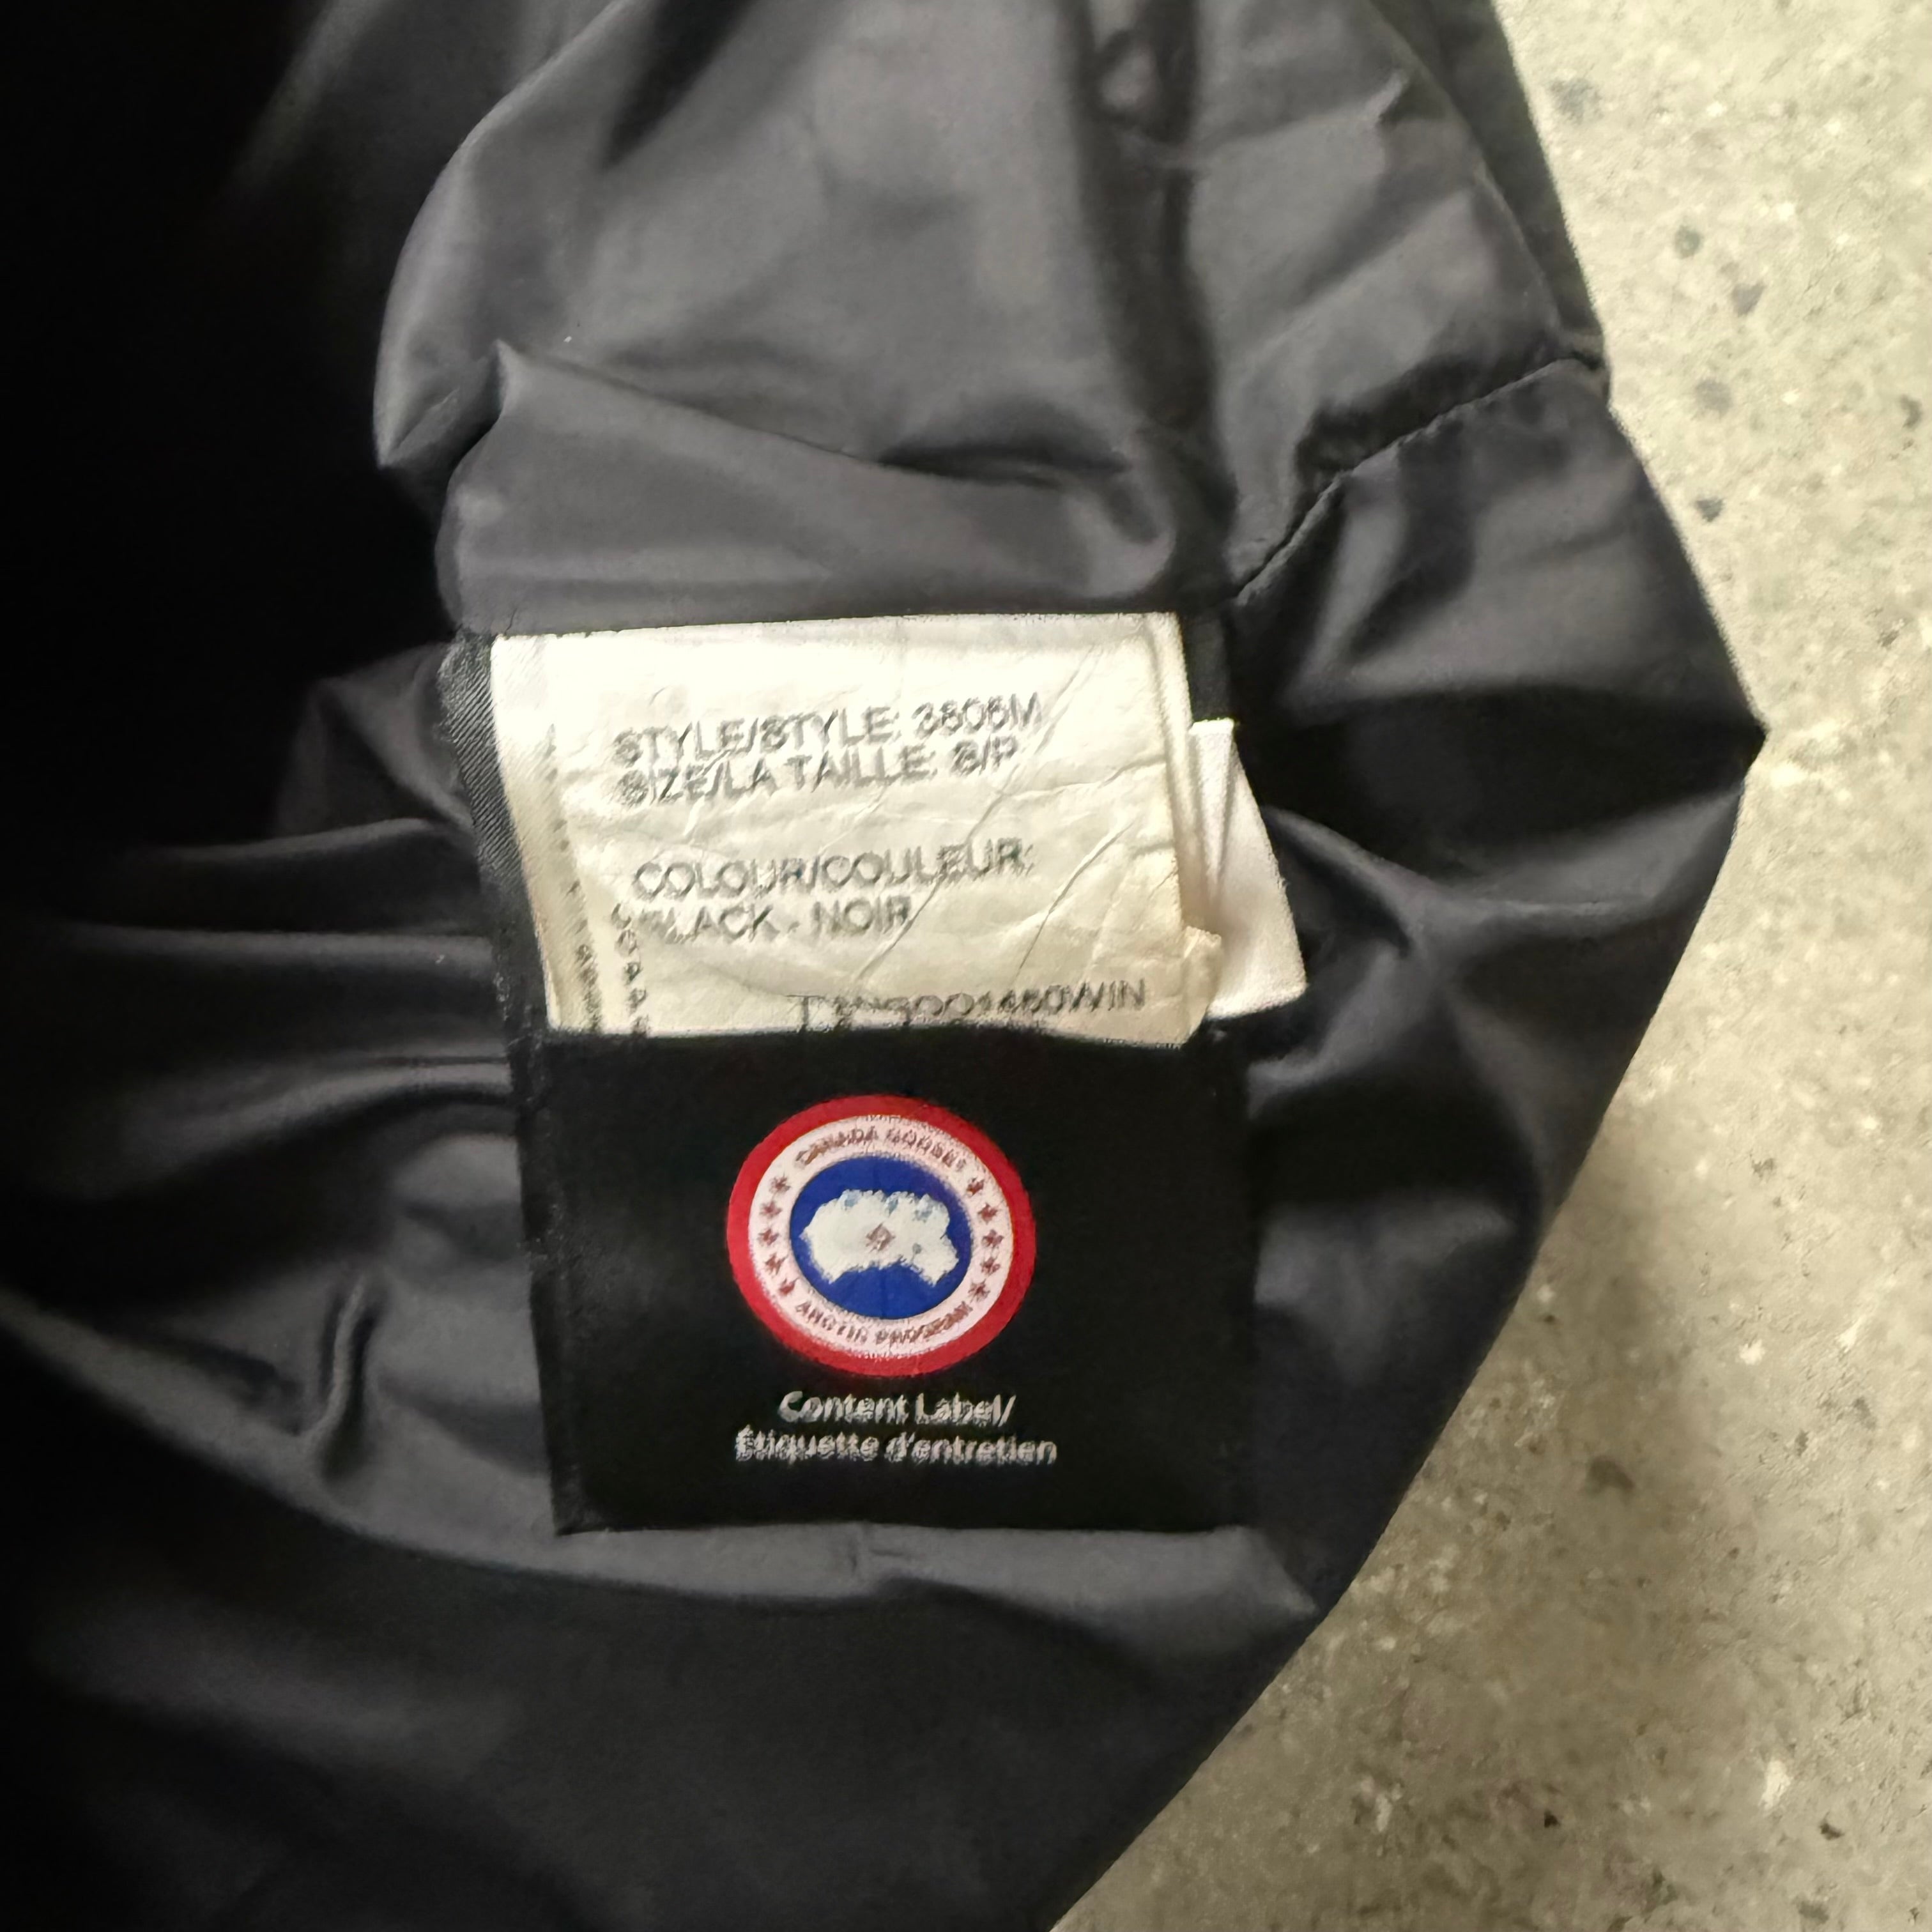 STYLE/STYLE: 3805M
SIZE/LA TAILLE: S/P
COLOUR/COULEUR:
BLACK - NOIR
CANADA GOOSE
ARCTIC PROGRAM
Content Label/
Étiquette d'entretien